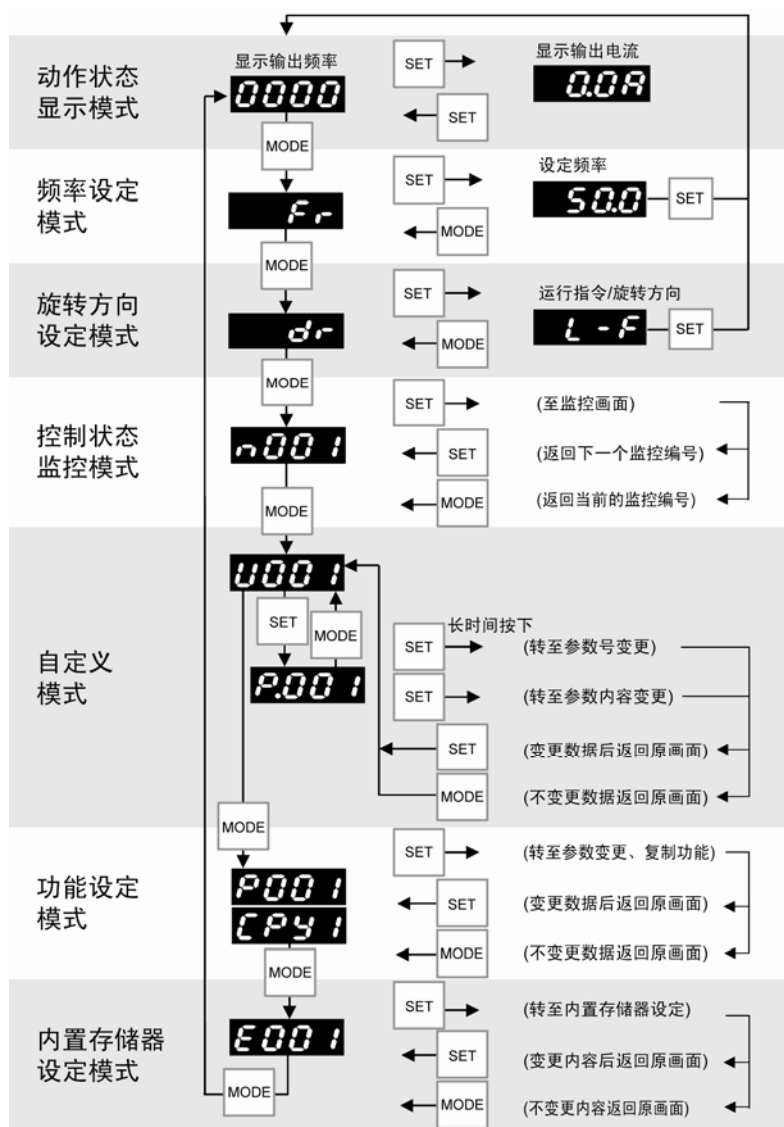 动作状态
显示模式
显示输出频率
0000
SET
SET
显示输出电流
0.0A
MODE
频率设定
模式
Fr
SET
MODE
设定频率
50.0
SET
MODE
旋转方向
设定模式
dr
SET
MODE
运行指令/旋转方向
L-F
SET
MODE
控制状态
监控模式
n001
SET
(至监控画面)
SET
(返回下一个监控编号)
MODE
(返回当前的监控编号)
MODE
自定义
模式
U001
SET
MODE
P.001
长时间按下
SET
(转至参数号变更)
SET
(转至参数内容变更)
SET
(变更数据后返回原画面)
MODE
(不变更数据返回原画面)
MODE
功能设定
模式
P001
CPY1
SET
(转至参数变更、复制功能)
SET
(变更数据后返回原画面)
MODE
(不变更数据返回原画面)
MODE
内置存储器
设定模式
E001
SET
(转至内置存储器设定)
SET
(变更内容后返回原画面)
MODE
(不变更内容返回原画面)
MODE